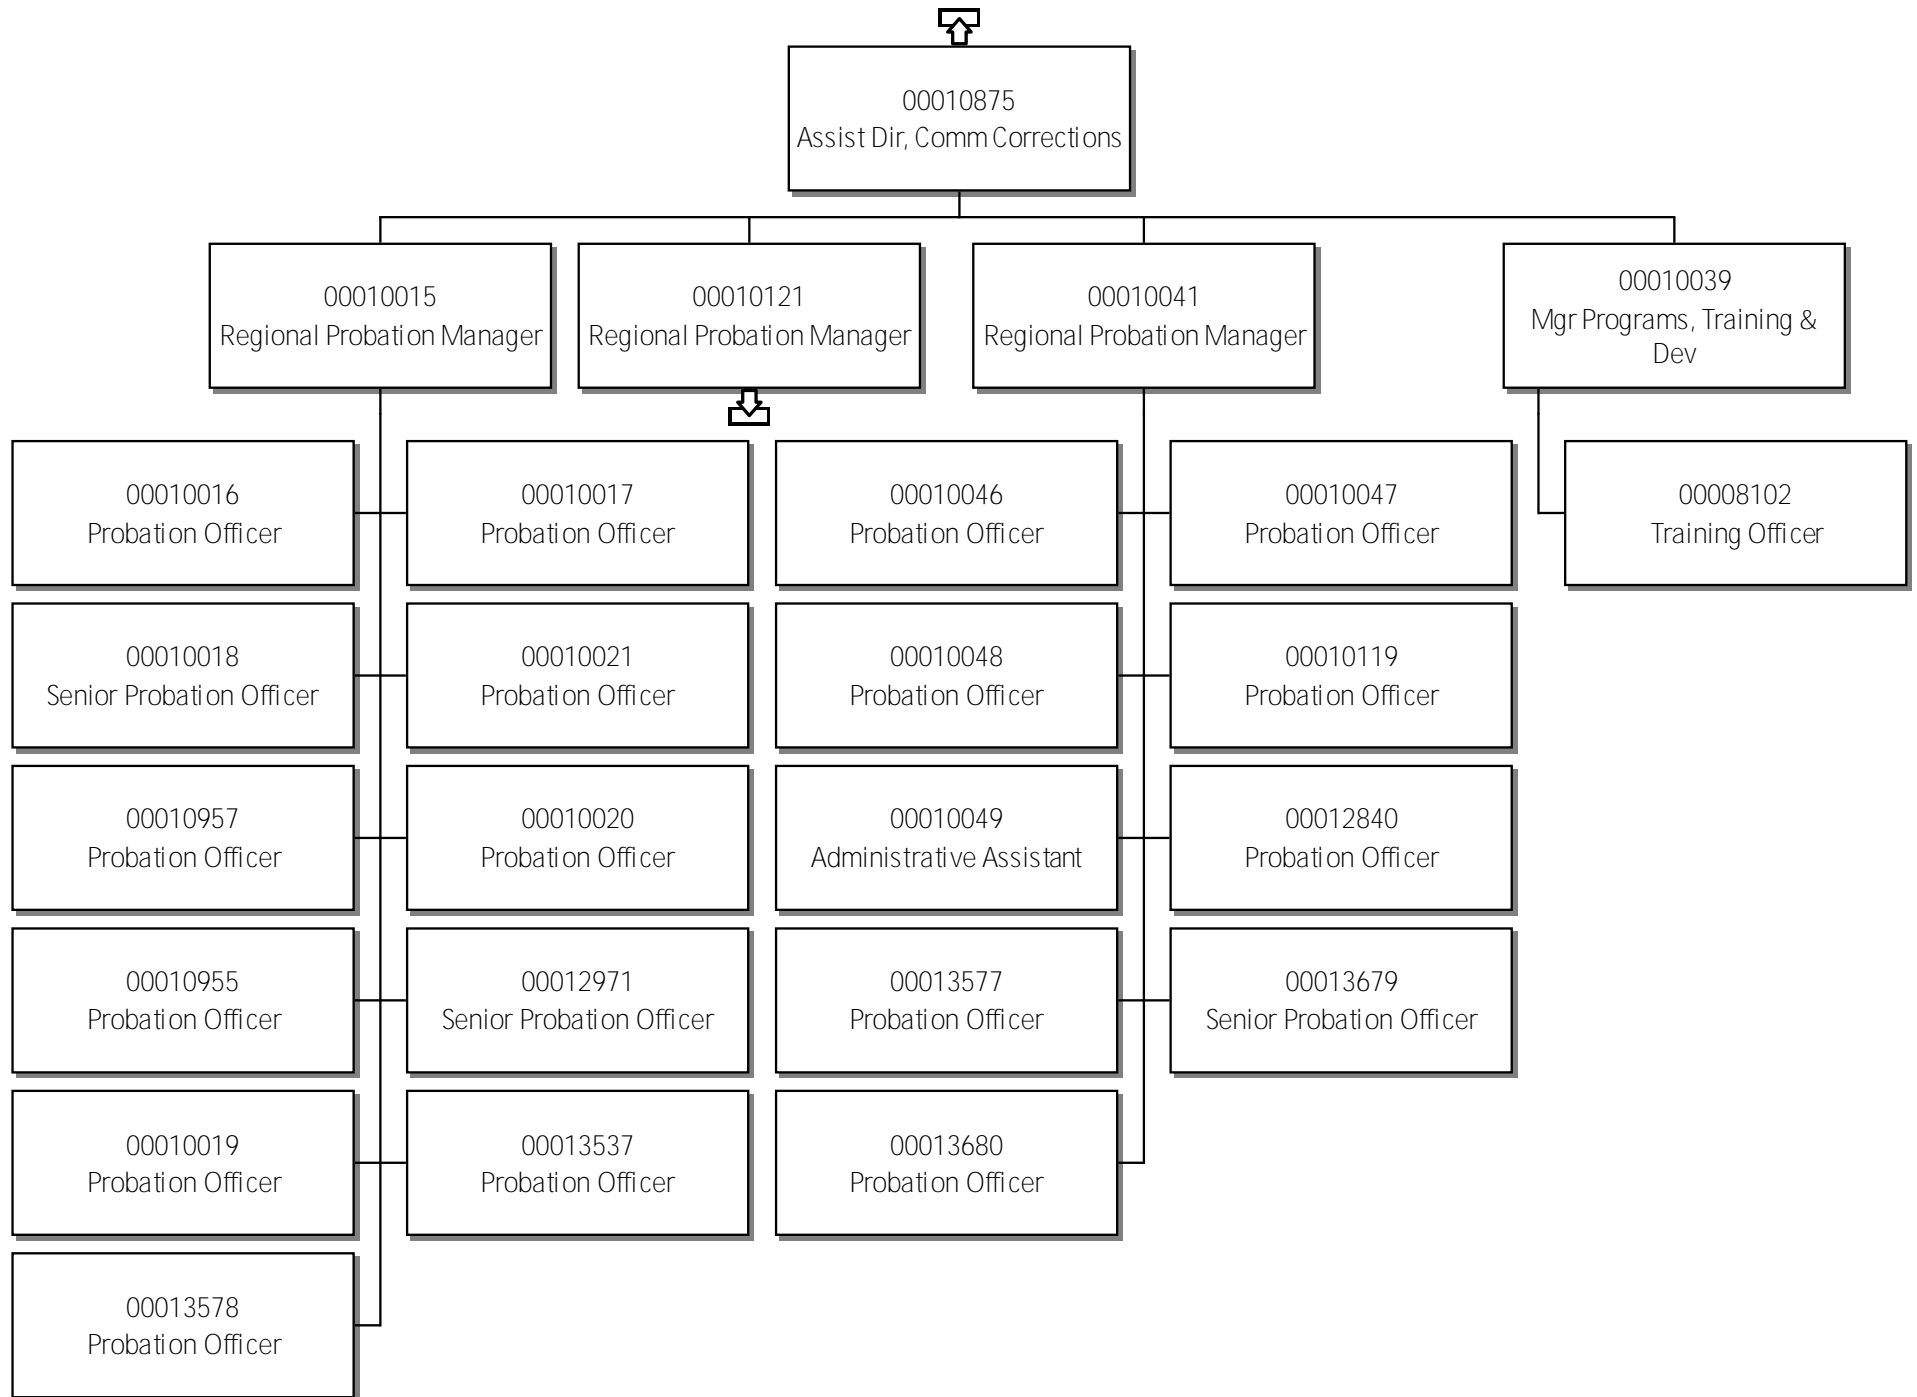 00010875
Assist Dir, Comm Corrections
00010015
Regional Probation Manager
00010121
Regional Probation Manager
00010041
Regional Probation Manager
00010039
Mgr Programs, Training &
Dev
00010016
Probation Officer
00010017
Probation Officer
00010046
Probation Officer
00010047
Probation Officer
00008102
Training Officer
00010018
Senior Probation Officer
00010021
Probation Officer
00010048
Probation Officer
00010119
Probation Officer
00010957
Probation Officer
00010020
Probation Officer
00010049
Administrative Assistant
00012840
Probation Officer
00010955
Probation Officer
00012971
Senior Probation Officer
00013577
Probation Officer
00013679
Senior Probation Officer
00010019
Probation Officer
00013537
Probation Officer
00013680
Probation Officer
00013578
Probation Officer